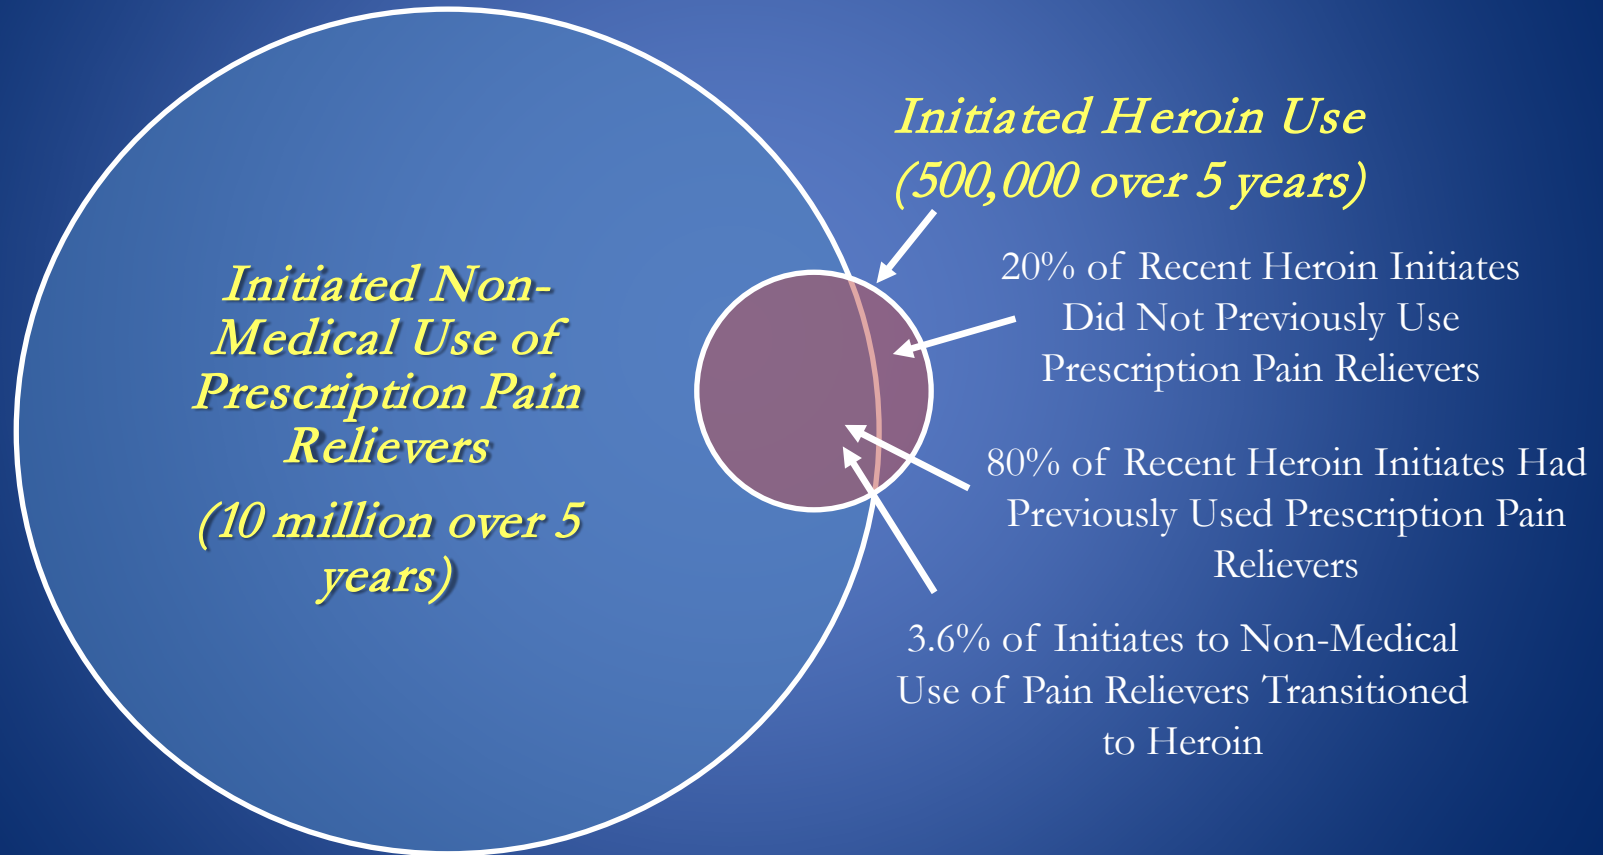 Initiated Non-
Medical Use of
Prescription Pain
Relievers
(10 million over 5
years)
Initiated Heroin Use
(500,000 over 5 years)
20% of Recent Heroin Initiates
Did Not Previously Use
Prescription Pain Relievers
80% of Recent Heroin Initiates Had
Previously Used Prescription Pain
Relievers
3.6% of Initiates to Non-Medical
Use of Pain Relievers Transitioned
to Heroin